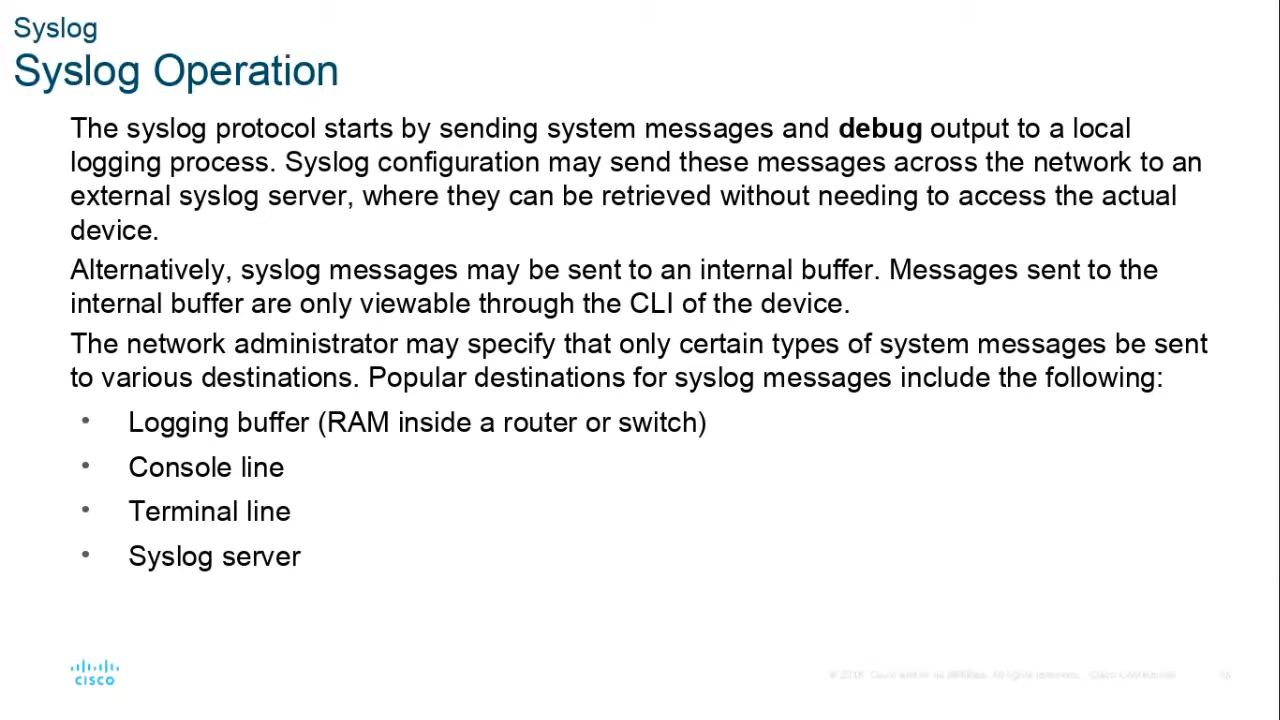 Syslog
Syslog Operation
The syslog protocol starts by sending system messages and debug output to a local
logging process. Syslog configuration may send these messages across the network to an
external syslog server, where they can be retrieved without needing to access the actual
device.
Alternatively, syslog messages may be sent to an internal buffer. Messages sent to the
internal buffer are only viewable through the CLI of the device.
The network administrator may specify that only certain types of system messages be sent
to various destinations. Popular destinations for syslog messages include the following:
• Logging buffer (RAM inside a router or switch)
• Console line
• Terminal line
• Syslog server
CISCO
All rights reserved. Cisco Confidential